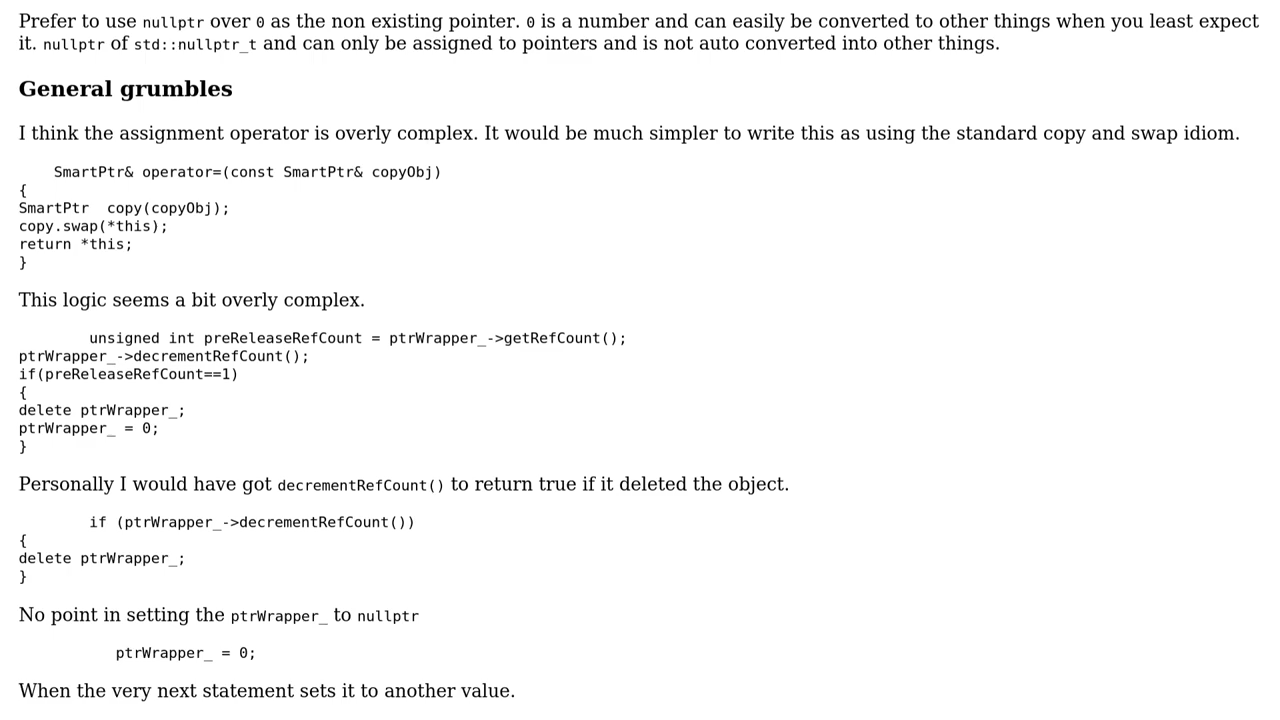 Prefer to use nullptr over 0 as the non existing pointer. 0 is a number and can easily be converted to other things when you least expect
it. nullptr of std::nullptr_t and can only be assigned to pointers and is not auto converted into other things.
General grumbles
I think the assignment operator is overly complex. It would be much simpler to write this as using the standard copy and swap idiom.
    SmartPtr& operator=(const SmartPtr& copyObj)
{
SmartPtr  copy(copyObj);
copy.swap(*this);
return *this;
}
This logic seems a bit overly complex.
        unsigned int preReleaseRefCount = ptrWrapper_->getRefCount();
ptrWrapper_->decrementRefCount();
if(preReleaseRefCount==1)
{
delete ptrWrapper_;
ptrWrapper_ = 0;
}
Personally I would have got decrementRefCount() to return true if it deleted the object.
        if (ptrWrapper_->decrementRefCount())
{
delete ptrWrapper_;
}
No point in setting the ptrWrapper_ to nullptr
           ptrWrapper_ = 0;
When the very next statement sets it to another value.